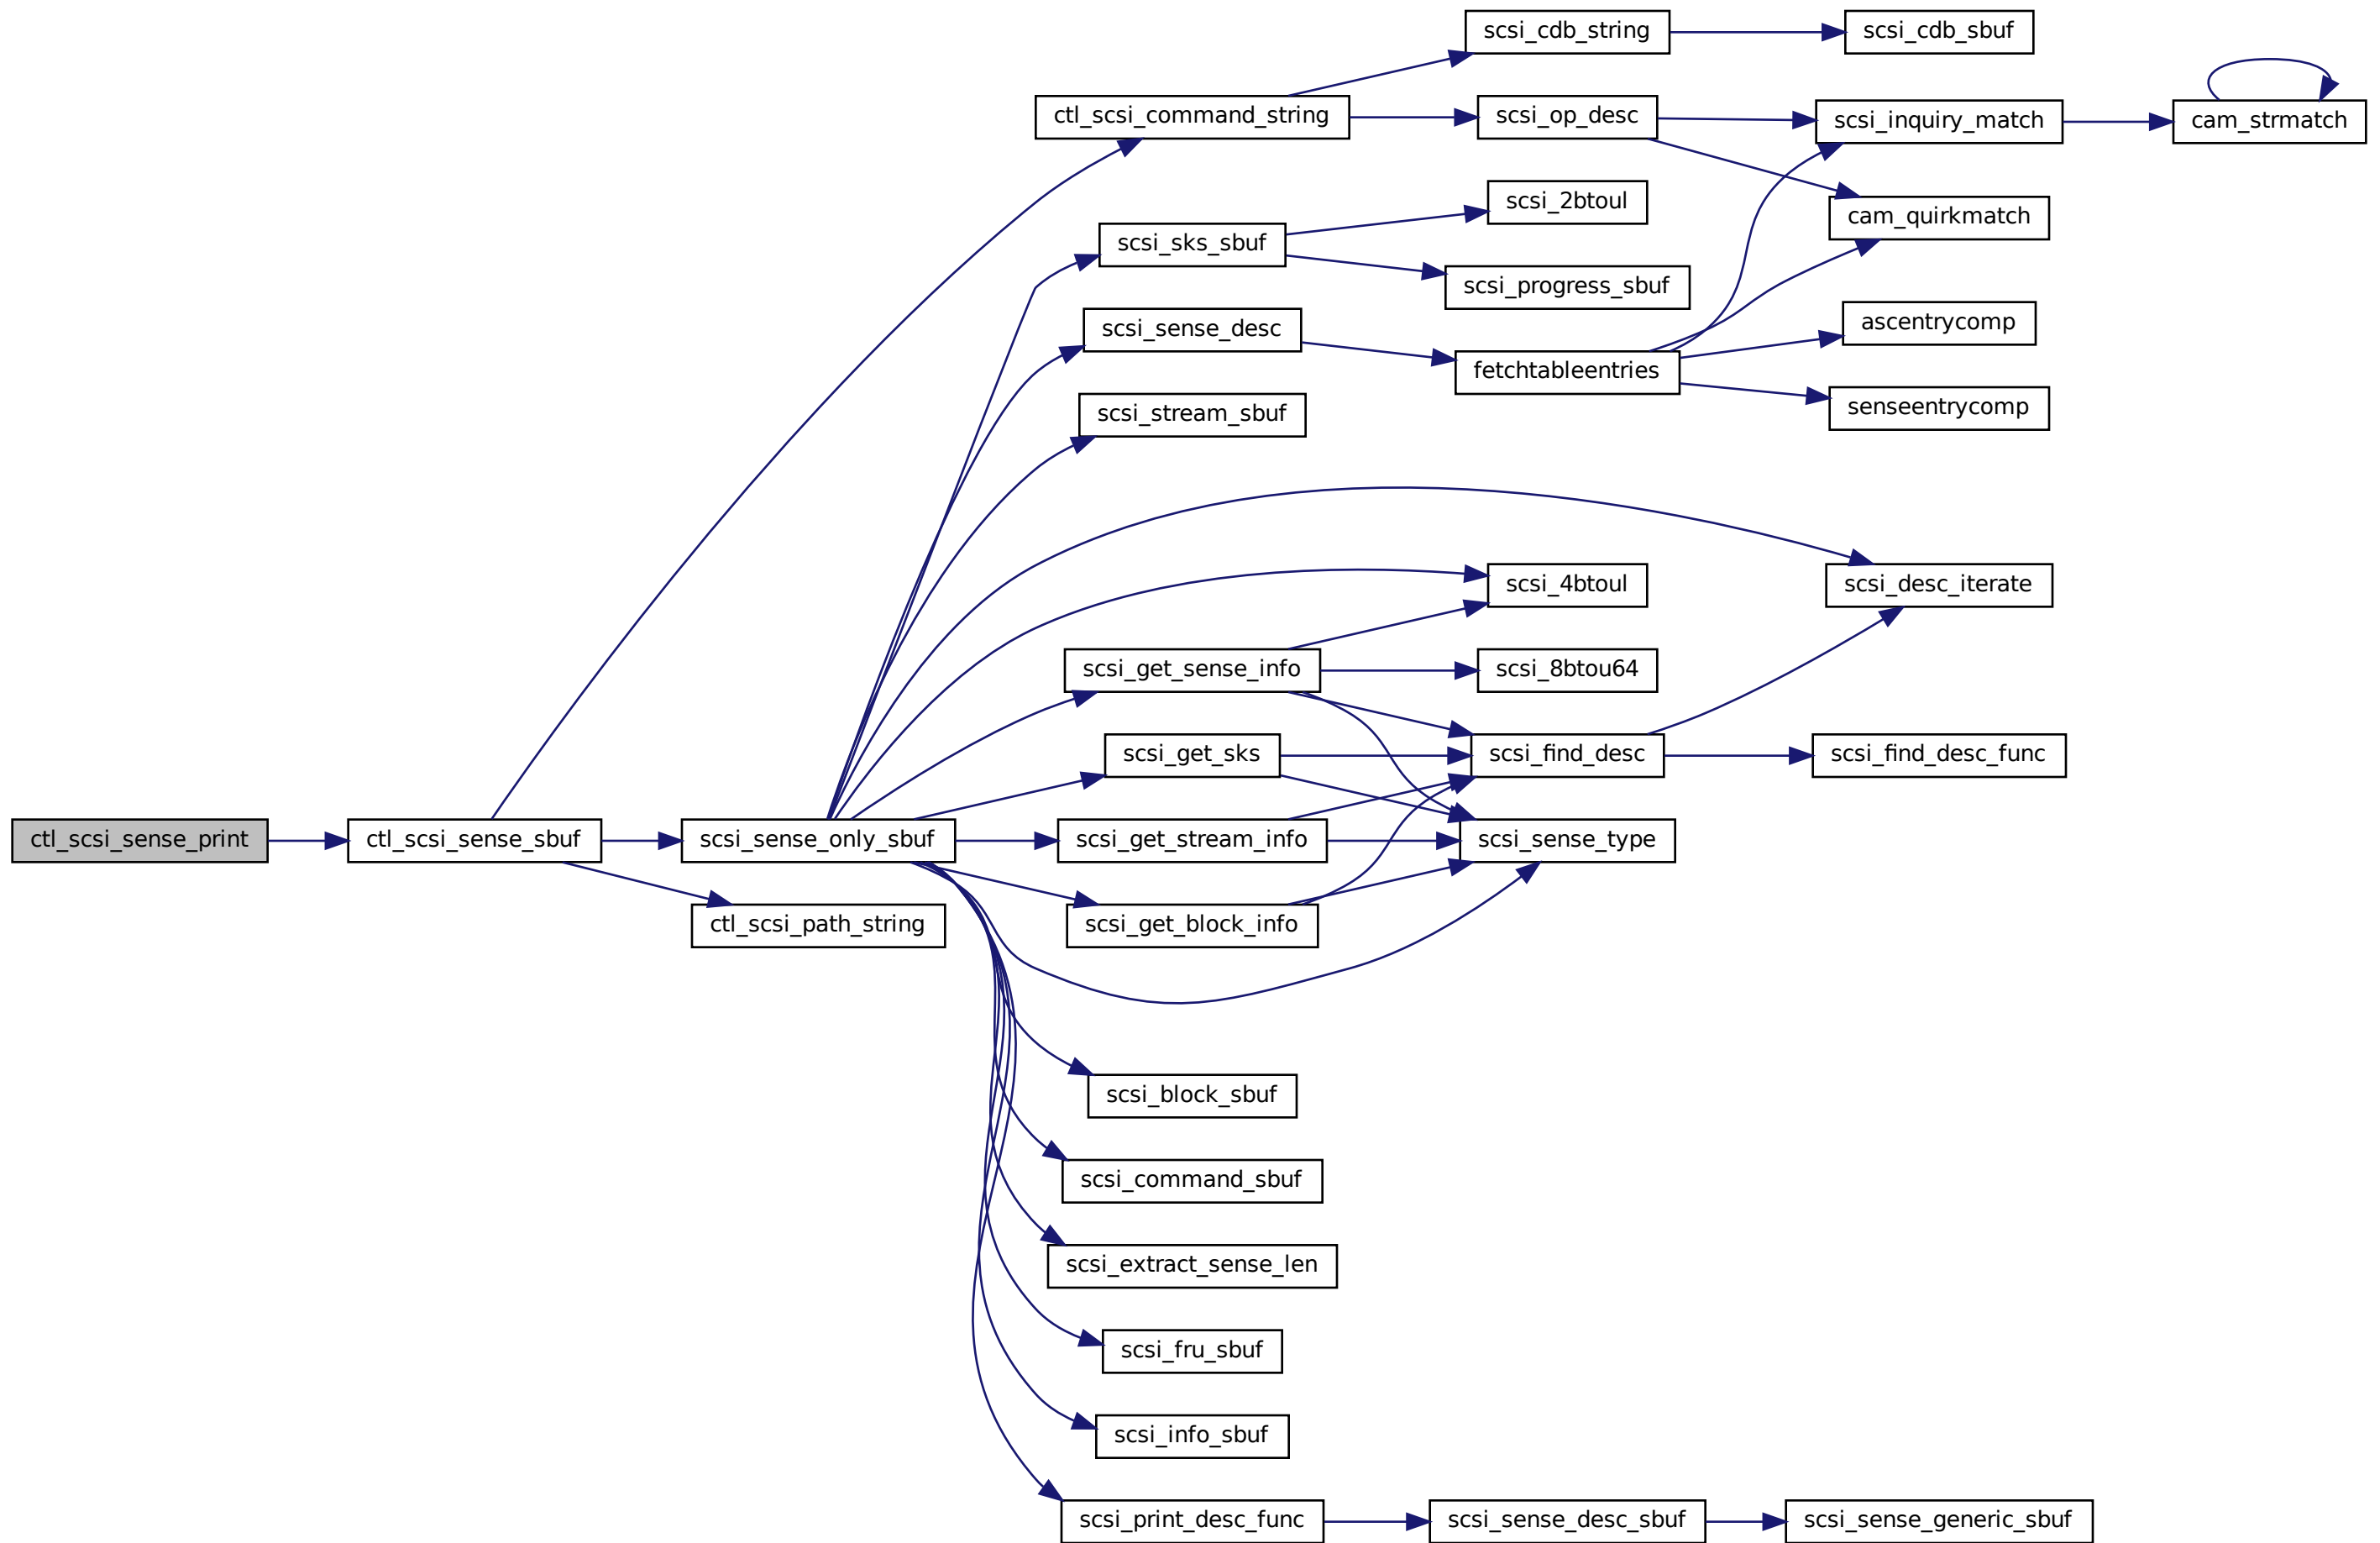 scsi_cdb_string
scsi_cdb_sbuf
ctl_scsi_command_string
scsi_op_desc
scsi_inquiry_match
cam_strmatch
scsi_2btoul
cam_quirkmatch
scsi_sks_sbuf
scsi_progress_sbuf
scsi_sense_desc
ascentrycomp
fetchtableentries
scsi_stream_sbuf
senseentrycomp
scsi_4btoul
scsi_desc_iterate
scsi_get_sense_info
scsi_8btou64
scsi_get_sks
scsi_find_desc
scsi_find_desc_func
ctl_scsi_sense_print
ctl_scsi_sense_sbuf
scsi_sense_only_sbuf
scsi_get_stream_info
scsi_sense_type
ctl_scsi_path_string
scsi_get_block_info
scsi_block_sbuf
scsi_command_sbuf
scsi_extract_sense_len
scsi_fru_sbuf
scsi_info_sbuf
scsi_print_desc_func
scsi_sense_desc_sbuf
scsi_sense_generic_sbuf